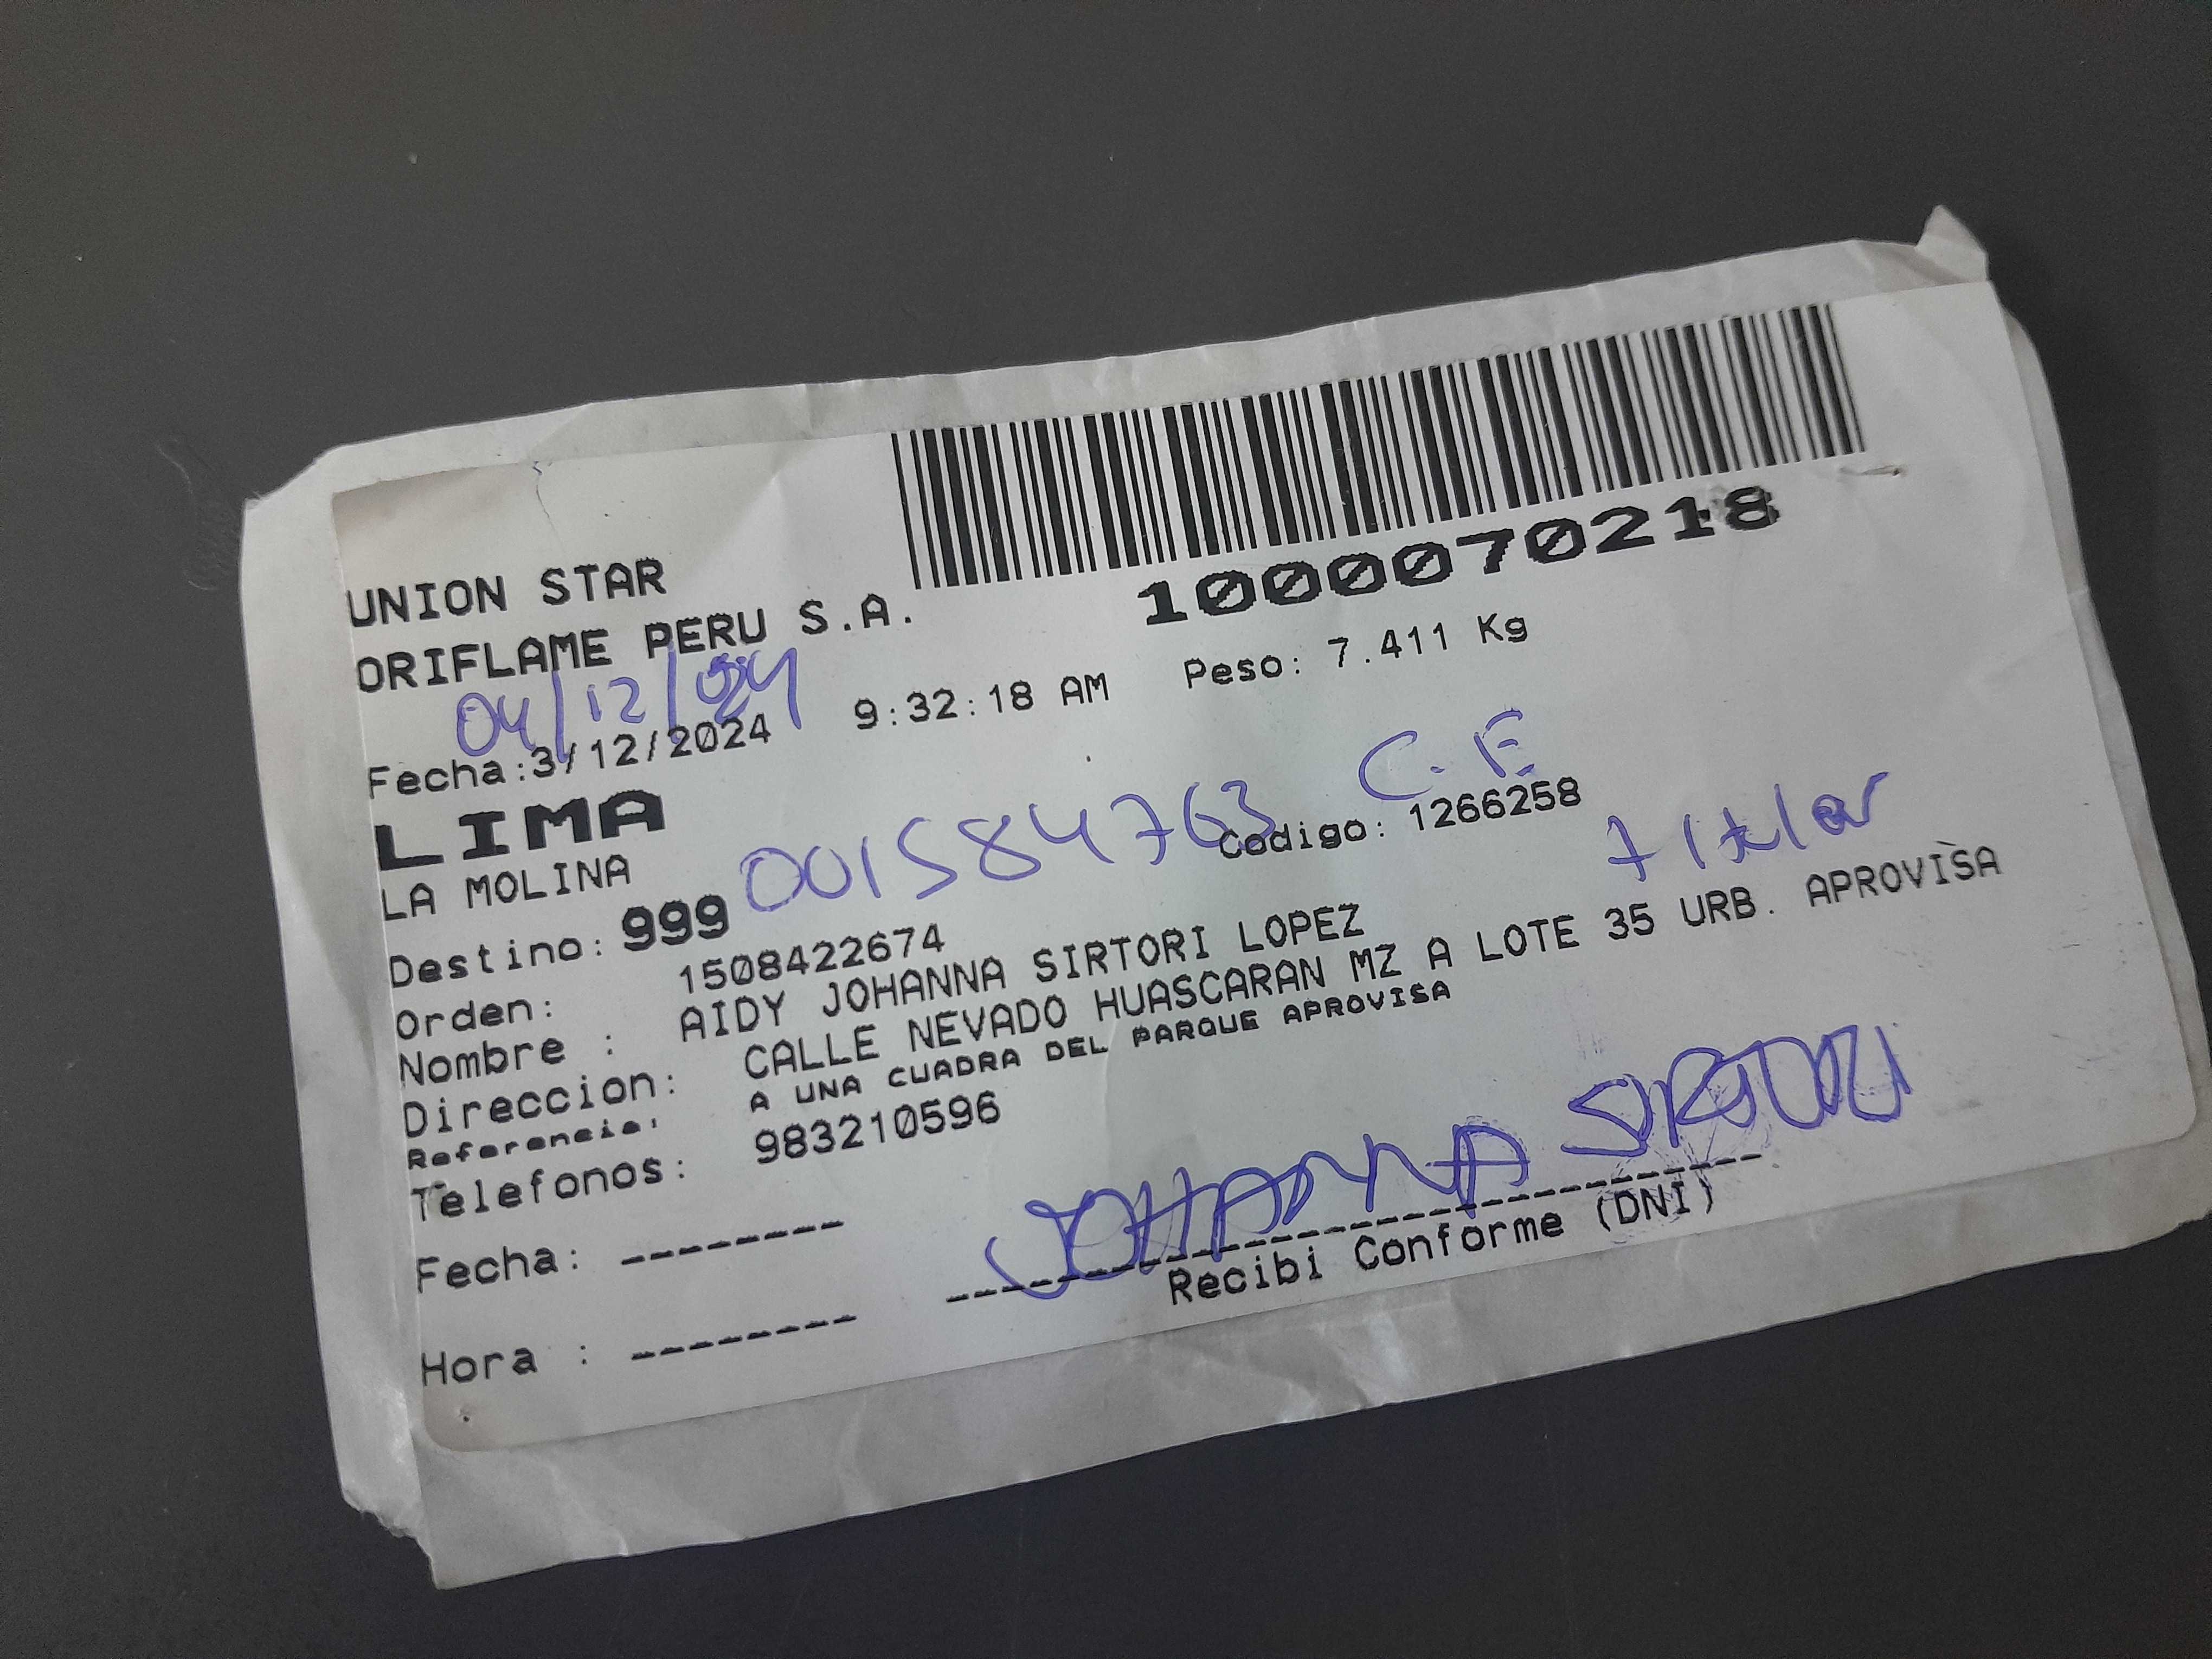 UNION STAR
ORIFLAME PERU S.A.
1000070218
04/12/24
Fecha:3/12/2024 9:32:18 AM Peso: 7.411 Kg
LIMA
C.E
LA MOLINA
001584763 Codigo: 1266258
Destino: 999
Titular
Orden: 1508422674
Nombre : AIDY JOHANNA SIRTORI LOPEZ
Direccion: CALLE NEVADO HUASCARAN MZ A LOTE 35 URB. APROVISA
Referencia: A UNA CUADRA DEL PARQUE APROVISA
Telefonos: 983210596
JOHANNA SIRTORI
Fecha: --------
Recibi Conforme (DNI)
Hora : --------